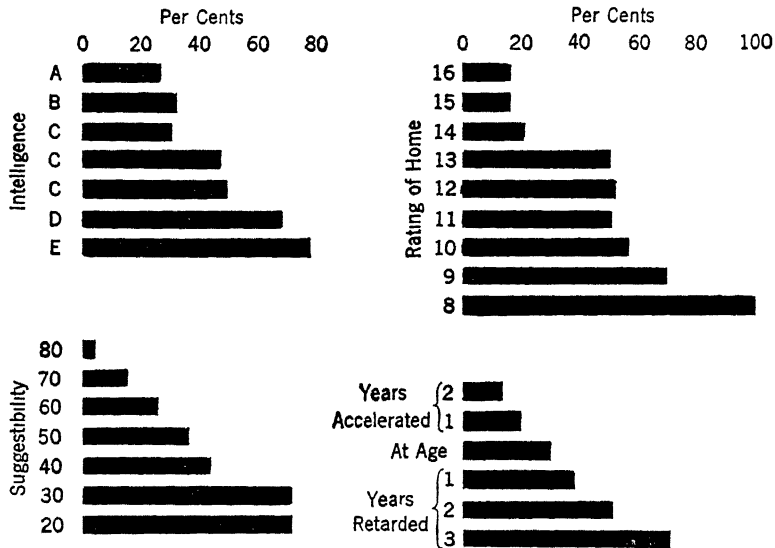 Per Cents
0 20 40 60 80
Intelligence
A
B
C
C
C
D
E
Per Cents
0 20 40 60 80 100
Rating of Home
16
15
14
13
12
11
10
9
8
Suggestibility
80
70
60
50
40
30
20
Years 2
Accelerated 1
At Age
1
Years 2
Retarded
3